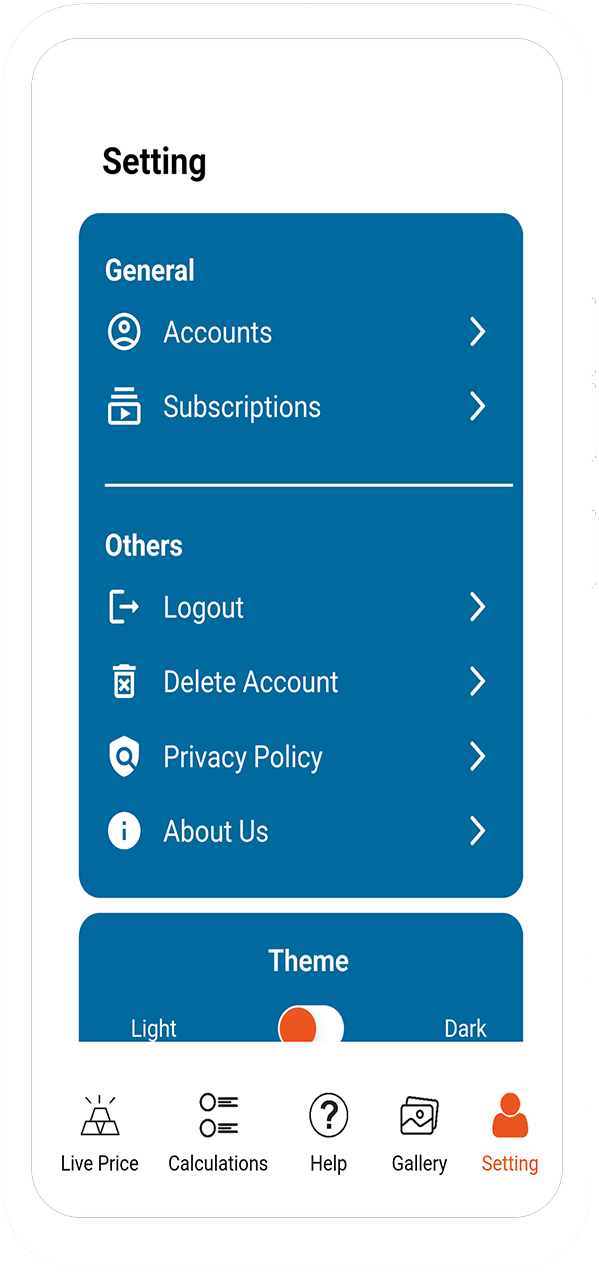 Setting
General
Accounts
Subscriptions
Others
Logout
Delete Account
Privacy Policy
About Us
Theme
Light Dark
Live Price Calculations Help Gallery Setting